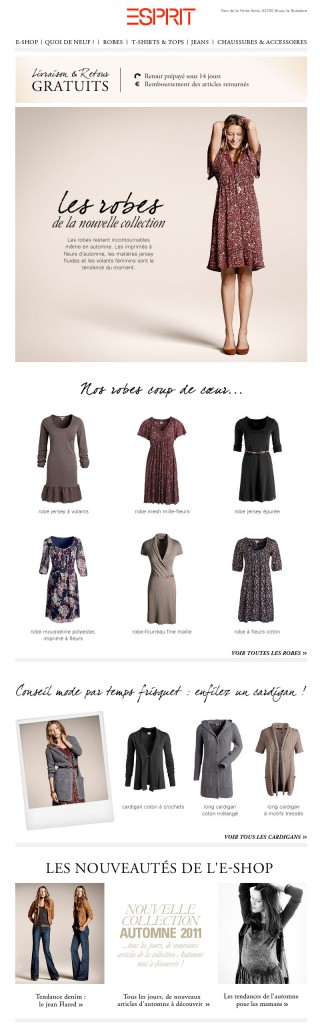 ESPRIT
Parc de la Porte Nord, 62700 Bruay la Buissière
E-SHOP | QUOI DE NEUF ! | ROBES | T-SHIRTS & TOPS | JEANS | CHAUSSURES & ACCESSOIRES
Livraison & Retour
GRATUITS
Retour prépayé sous 14 jours
€ Remboursement des articles retournés
les robes
de la nouvelle collection
Les robes restent incontournables
même en automne. Les imprimés à
fleurs d'automne, les matières jersey
fluides et les volants féminins sont la
tendance du moment.
Nos robes coup de cœur...
robe jersey à volants
robe mesh mille-fleurs
robe jersey épurée
robe mousseline polyester,
imprimé à fleurs
robe-fourreau fine maille
robe à fleurs coton
VOIR TOUTES LES ROBES »
Conseil mode par temps frisquet : enfilez un cardigan !
cardigan coton à crochets
long cardigan
coton mélangé
long cardigan
à motifs tressés
VOIR TOUS LES CARDIGANS »
LES NOUVEAUTÉS DE L'E-SHOP
NOUVELLE
COLLECTION
AUTOMNE 2011
...tous les jours, de nouveaux
articles de la collection Automne
sont à découvrir !
Tendance denim :
le jean Flared »
Tous les jours, de nouveaux
articles d'automne à découvrir »
Les tendances de l'automne
pour les mamans »